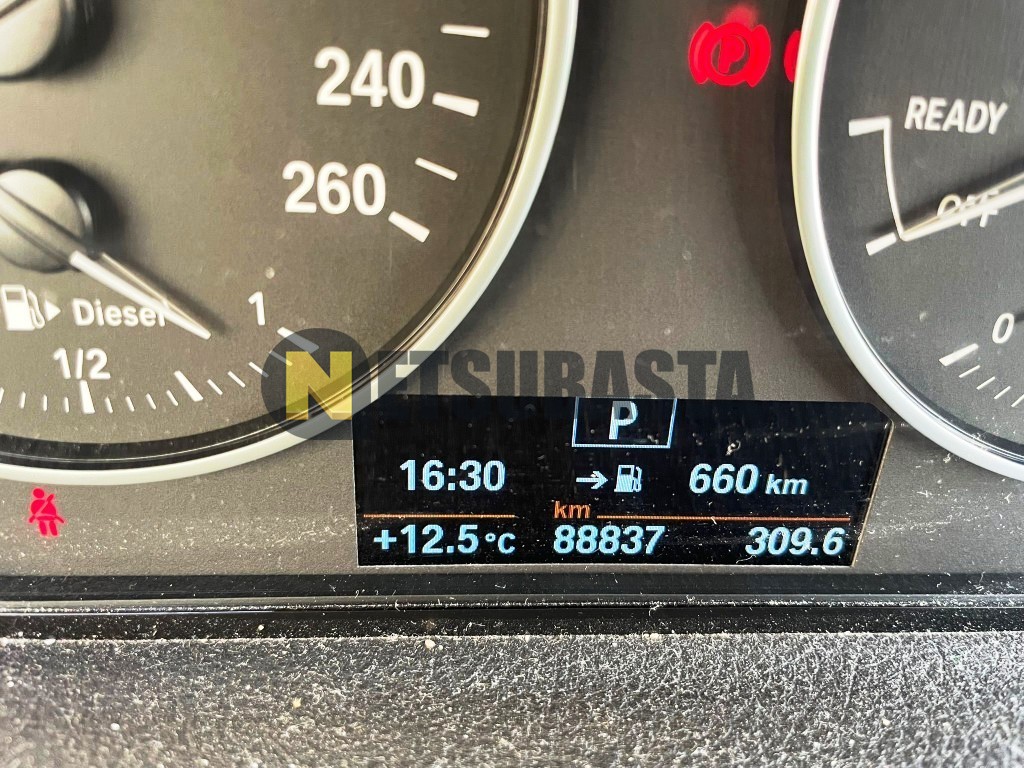 240
260
P
READY
OFF
0
Diesel
1/2
1
NETSUBASTA
P
16:30
660 km
km
+12.5°C
88837
309.6